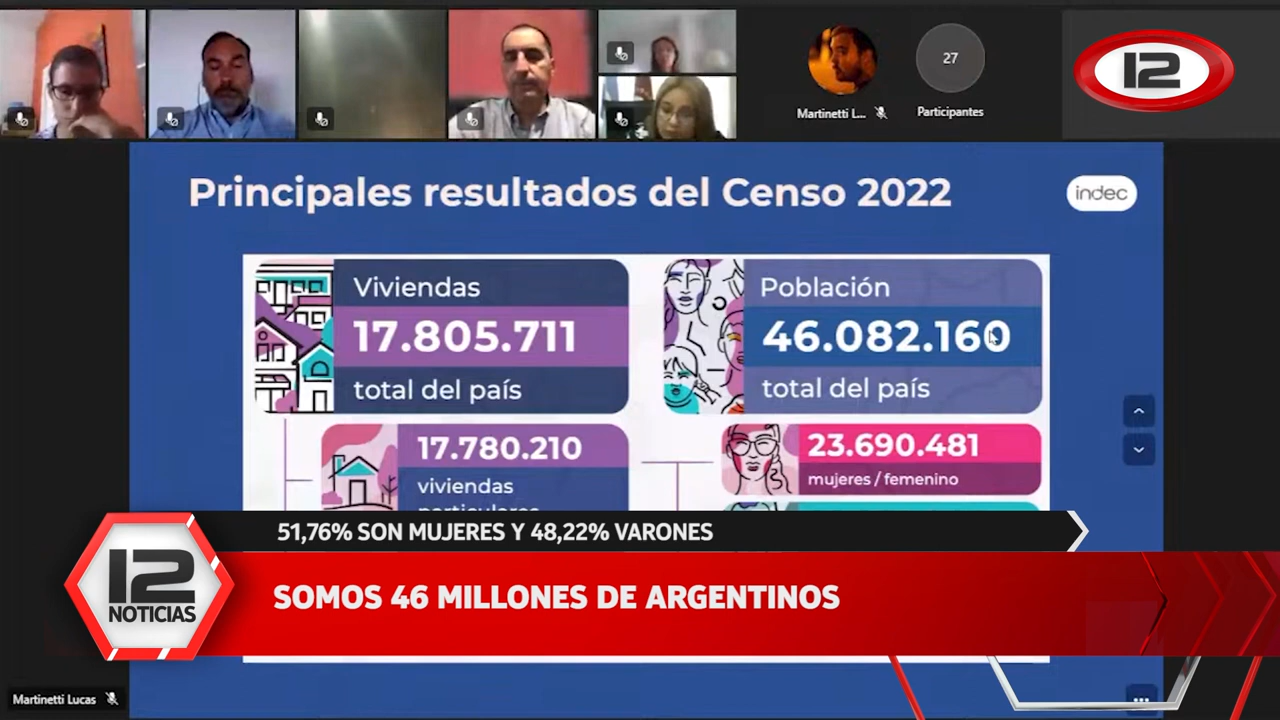 Martinetti L...
27
Participantes
12
Principales resultados del Censo 2022
indec
Viviendas
17.805.711
total del país
Población
46.082.160
total del país
17.780.210
viviendas
particulares
23.690.481
mujeres / femenino
51,76% SON MUJERES Y 48,22% VARONES
12
NOTICIAS
SOMOS 46 MILLONES DE ARGENTINOS
Martinetti Lucas